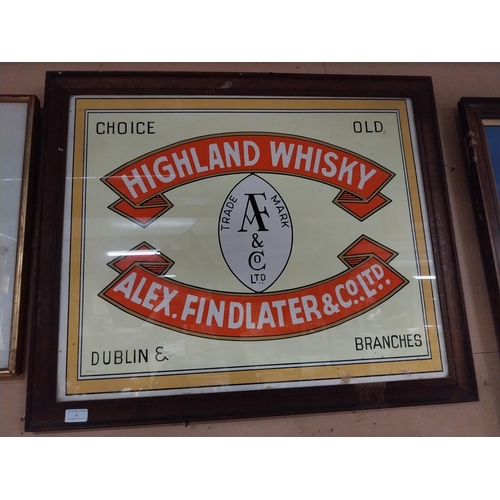 CHOICE OLD
HIGHLAND WHISKY
TRADE MARK
AF
& Co
LTD
ALEX. FINDLATER & Co. LTD.
DUBLIN & BRANCHES